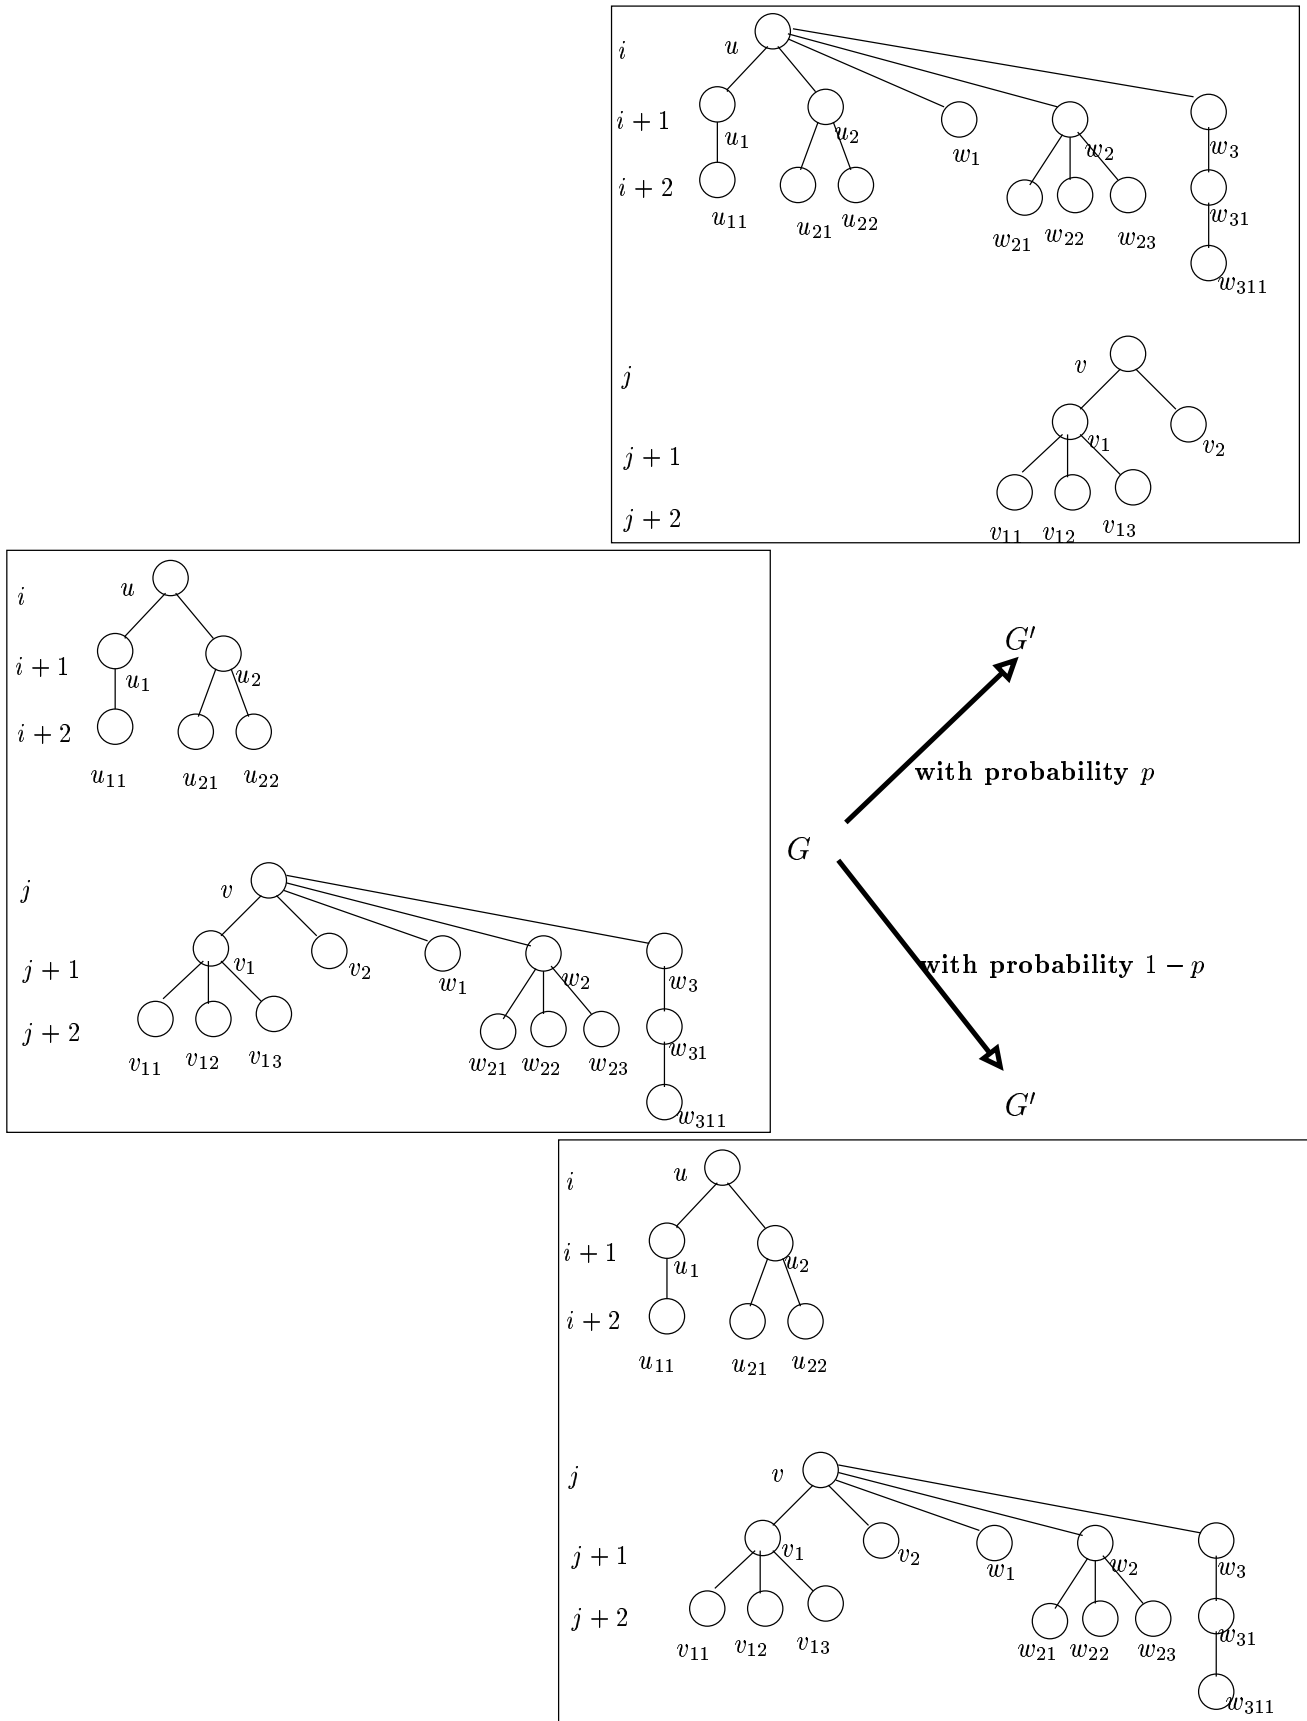 i u
i + 1 u1 u2 w1 w2 w3
i + 2 u11 u21 u22 w21 w22 w23 w31
w311
j v
j + 1 v1 v2
j + 2 v11 v12 v13
i u
i + 1 u1 u2
i + 2 u11 u21 u22
j v
j + 1 v1 v2 w1 w2 w3
j + 2 v11 v12 v13 w21 w22 w23 w31
w311
G′
with probability p
G
with probability 1 − p
G′
i u
i + 1 u1 u2
i + 2 u11 u21 u22
j v
j + 1 v1 v2 w1 w2 w3
j + 2 v11 v12 v13 w21 w22 w23 w31
w311